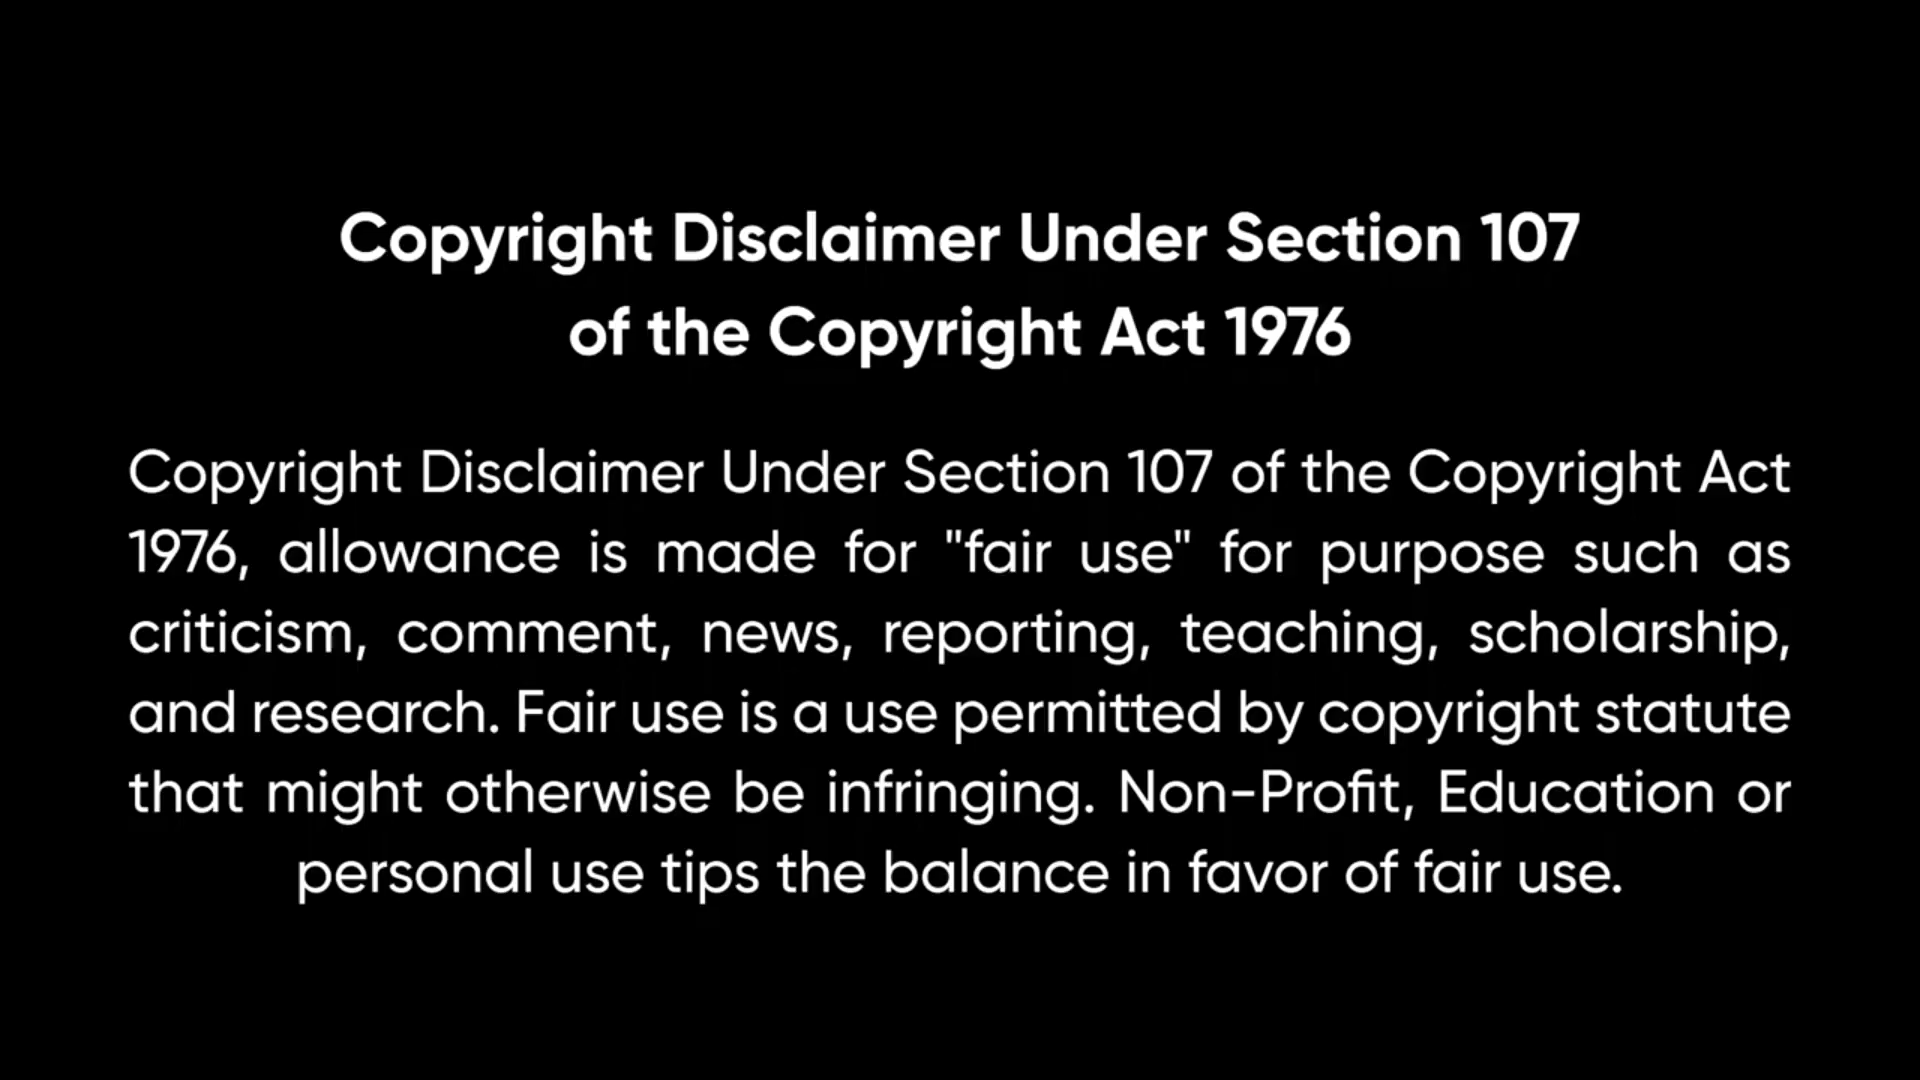 Copyright Disclaimer Under Section 107
of the Copyright Act 1976
Copyright Disclaimer Under Section 107 of the Copyright Act
1976, allowance is made for "fair use" for purpose such as
criticism, comment, news, reporting, teaching, scholarship,
and research. Fair use is a use permitted by copyright statute
that might otherwise be infringing. Non-Profit, Education or
personal use tips the balance in favor of fair use.